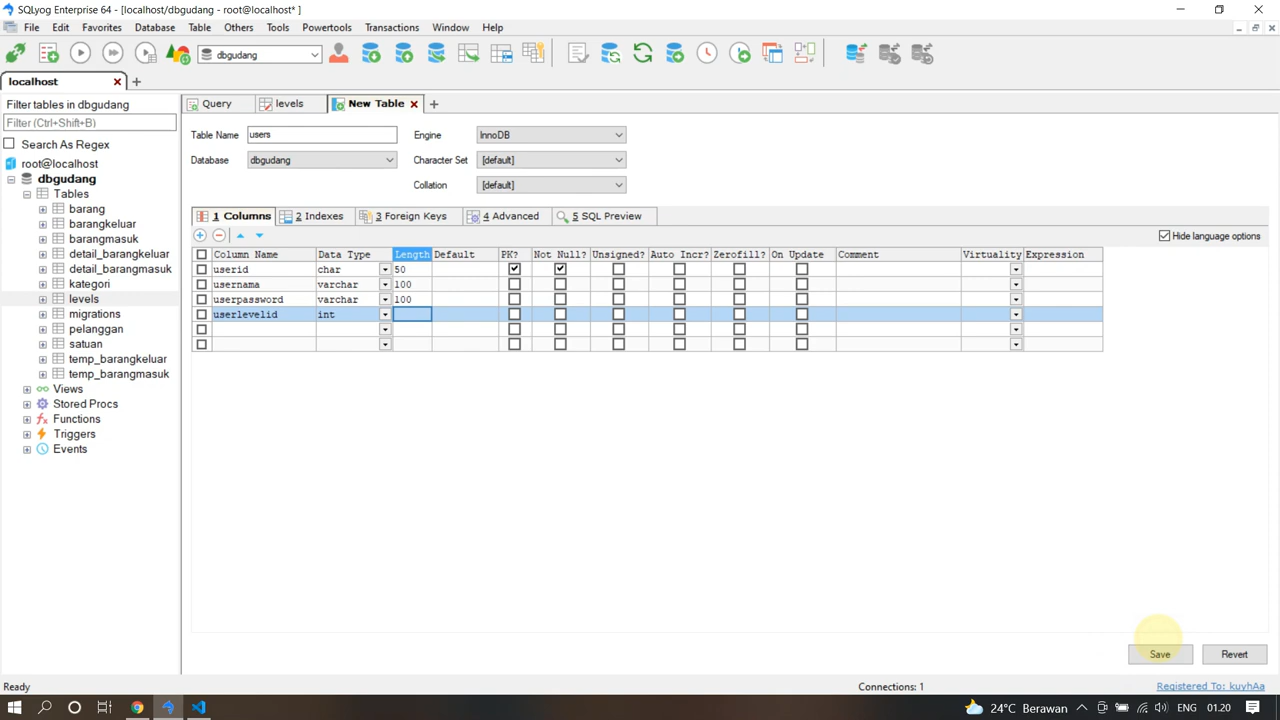 SQLyog Enterprise 64 - [localhost/dbgudang - root@localhost* ]
File Edit Favorites Database Table Others Tools Powertools Transactions Window Help
dbgudang
localhost
Filter tables in dbgudang
Filter (Ctrl+Shift+B)
Search As Regex
root@localhost
dbgudang
Tables
barang
barangkeluar
barangmasuk
detail_barangkeluar
detail_barangmasuk
kategori
levels
migrations
pelanggan
satuan
temp_barangkeluar
temp_barangmasuk
Views
Stored Procs
Functions
Triggers
Events
Query levels New Table
Table Name users Engine InnoDB
Database dbgudang Character Set [default]
Collation [default]
1 Columns 2 Indexes 3 Foreign Keys 4 Advanced 5 SQL Preview
Hide language options
Column Name Data Type Length Default PK? Not Null? Unsigned? Auto Incr? Zerofill? On Update Comment Virtuality Expression
userid char 50
usernama varchar 100
userpassword varchar 100
userlevelid int
Save Revert
Ready Connections: 1 Registered To: kuyhAa
24°C Berawan ENG 01.20